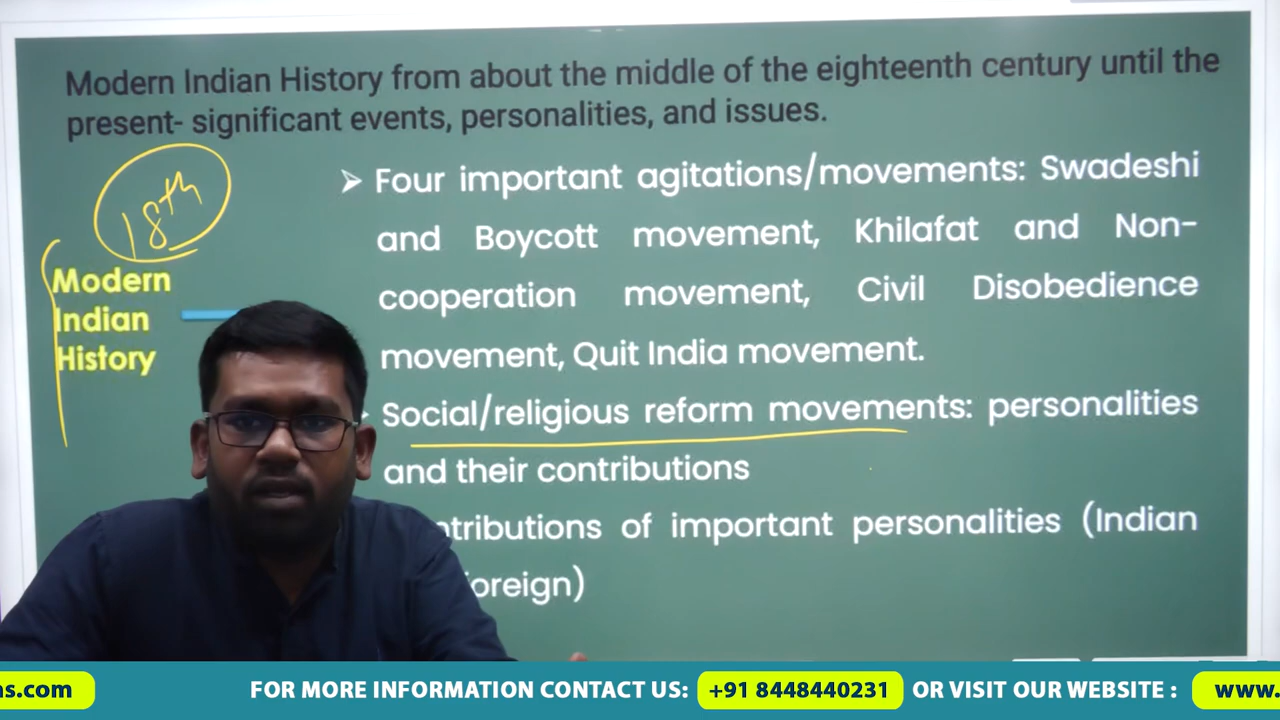 Modern Indian History from about the middle of the eighteenth century until the
present- significant events, personalities, and issues.
18th
Modern
Indian
History
➢ Four important agitations/movements: Swadeshi
and Boycott movement, Khilafat and Non-
cooperation movement, Civil Disobedience
movement, Quit India movement.
Social/religious reform movements: personalities
and their contributions
ntributions of important personalities (Indian
oreign)
ns.com
FOR MORE INFORMATION CONTACT US: +91 8448440231 OR VISIT OUR WEBSITE : www.